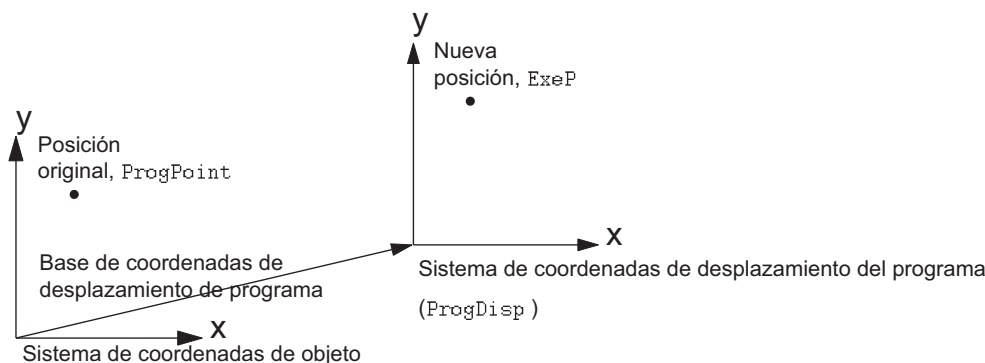 y
Nueva
posición, ExeP
y
Posición
original, ProgPoint
x
Base de coordenadas de
desplazamiento de programa
Sistema de coordenadas de desplazamiento del programa
(ProgDisp )
x
Sistema de coordenadas de objeto